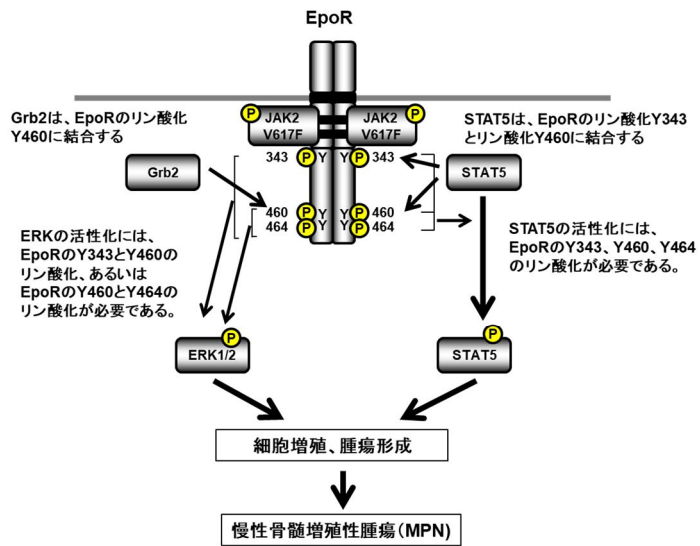 EpoR
P
JAK2
V617F
JAK2
V617F
P
Grb2は、EpoRのリン酸化
Y460に結合する
STAT5は、EpoRのリン酸化Y343
とリン酸化Y460に結合する
343 P Y Y P 343
Grb2
STAT5
460 P Y Y P 460
464 P Y Y P 464
ERKの活性化には、
EpoRのY343とY460の
リン酸化、あるいは
EpoRのY460とY464の
リン酸化が必要である。
STAT5の活性化には、
EpoRのY343、Y460、Y464
のリン酸化が必要である。
P
ERK1/2
P
STAT5
細胞増殖、腫瘍形成
慢性骨髄増殖性腫瘍(MPN)